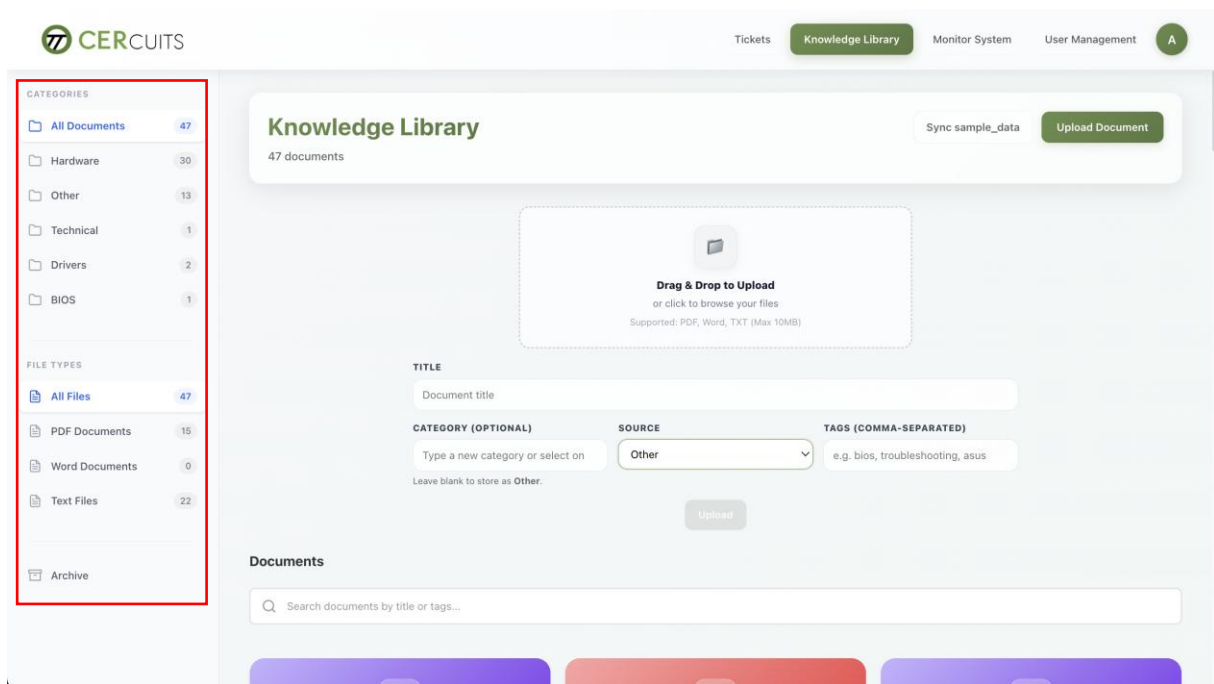 CERCUITS
Tickets
Knowledge Library
Monitor System
User Management
A
CATEGORIES
All Documents 47
Hardware 30
Other 13
Technical 1
Drivers 2
BIOS 1
FILE TYPES
All Files 47
PDF Documents 15
Word Documents 0
Text Files 22
Archive
Knowledge Library
47 documents
Sync sample_data
Upload Document
Drag & Drop to Upload
or click to browse your files
Supported: PDF, Word, TXT (Max 10MB)
TITLE
Document title
CATEGORY (OPTIONAL)
Type a new category or select on
Leave blank to store as Other.
SOURCE
Other
TAGS (COMMA-SEPARATED)
e.g. bios, troubleshooting, asus
Upload
Documents
Search documents by title or tags...